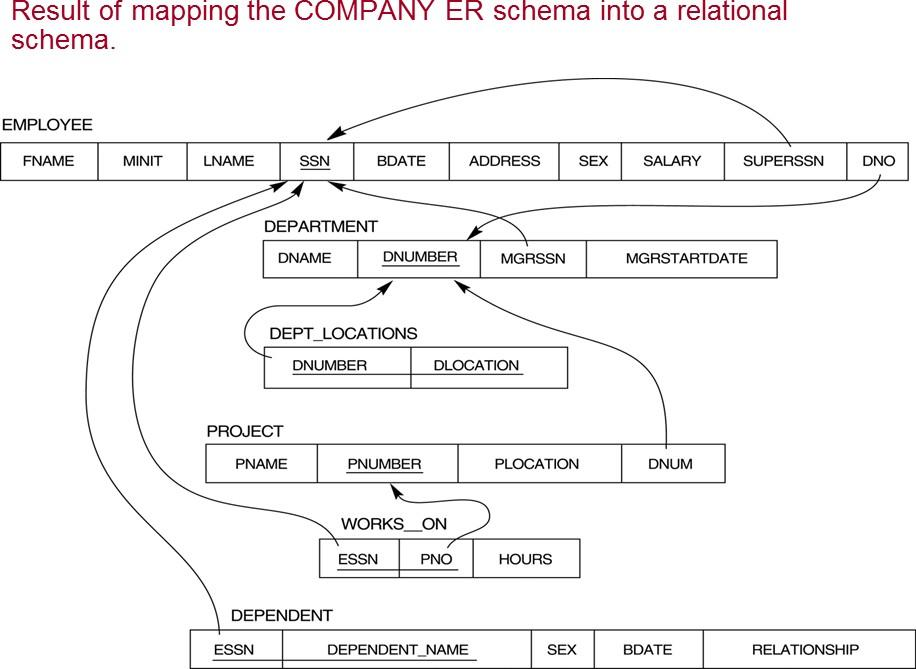 Result of mapping the COMPANY ER schema into a relational
schema.
EMPLOYEE
FNAME MINIT LNAME SSN BDATE ADDRESS SEX SALARY SUPERSSN DNO
DEPARTMENT
DNAME DNUMBER MGRSSN MGRSTARTDATE
DEPT_LOCATIONS
DNUMBER DLOCATION
PROJECT
PNAME PNUMBER PLOCATION DNUM
WORKS__ON
ESSN PNO HOURS
DEPENDENT
ESSN DEPENDENT_NAME SEX BDATE RELATIONSHIP